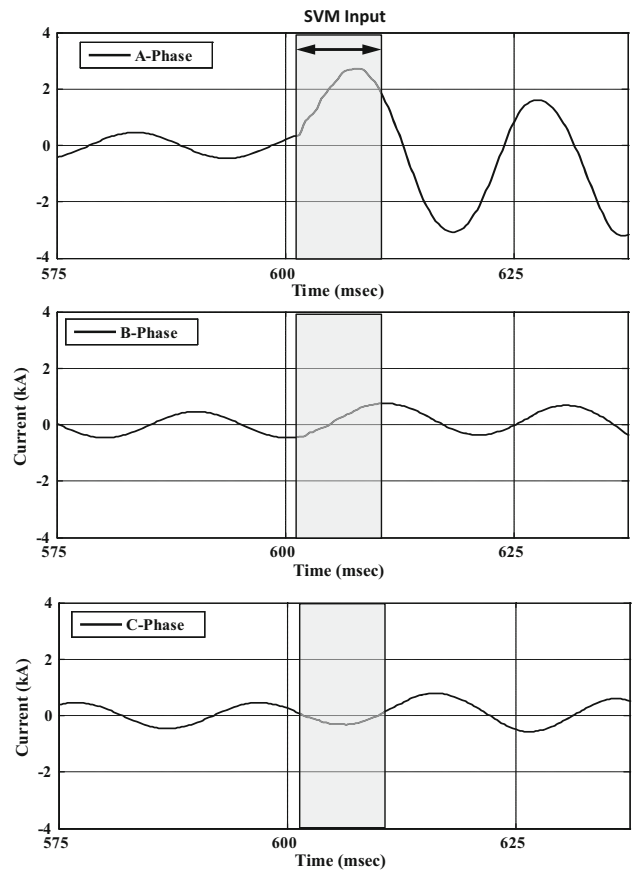 SVM Input
4
A-Phase
2
0
-2
-4
575
600
625
Time (msec)
4
B-Phase
2
0
-2
-4
Current (kA)
575
600
625
Time (msec)
4
C-Phase
2
0
-2
-4
Current (kA)
575
600
625
Time (msec)